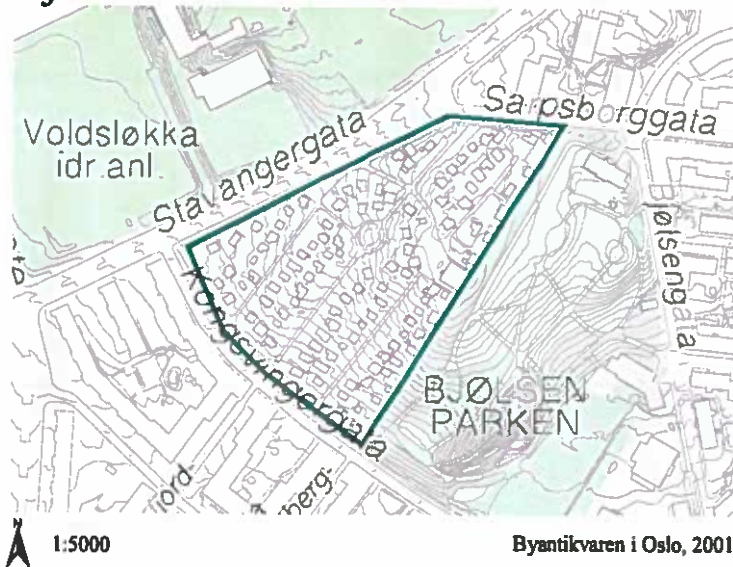 Voldsløkka
idr.anl.
Stavangergata
Sarpsborggata
Bjølsengata
Kongsvingergata
BJØLSEN
PARKEN
N
1:5000
Byantikvaren i Oslo, 2001